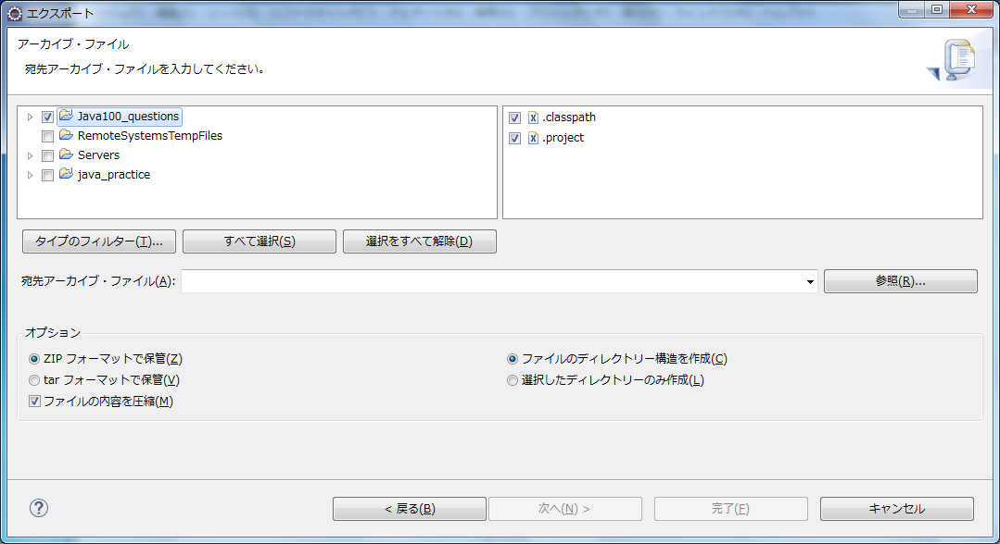 エクスポート
アーカイブ・ファイル
宛先アーカイブ・ファイルを入力してください。
Java100_questions
RemoteSystemsTempFiles
Servers
java_practice
.classpath
.project
タイプのフィルター(T)... すべて選択(S) 選択をすべて解除(D)
宛先アーカイブ・ファイル(A): 参照(R)...
オプション
ZIP フォーマットで保管(Z) ファイルのディレクトリー構造を作成(C)
tar フォーマットで保管(V) 選択したディレクトリーのみ作成(L)
ファイルの内容を圧縮(M)
< 戻る(B) 次へ(N) > 完了(F) キャンセル